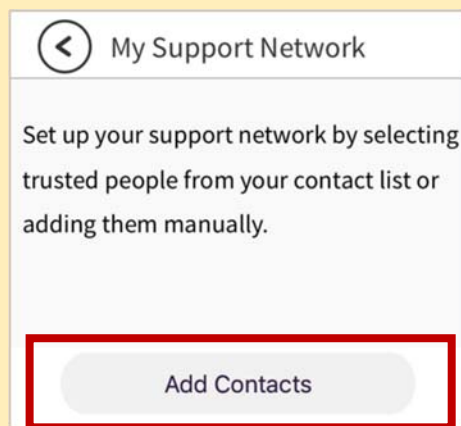 My Support Network
Set up your support network by selecting
trusted people from your contact list or
adding them manually.
Add Contacts